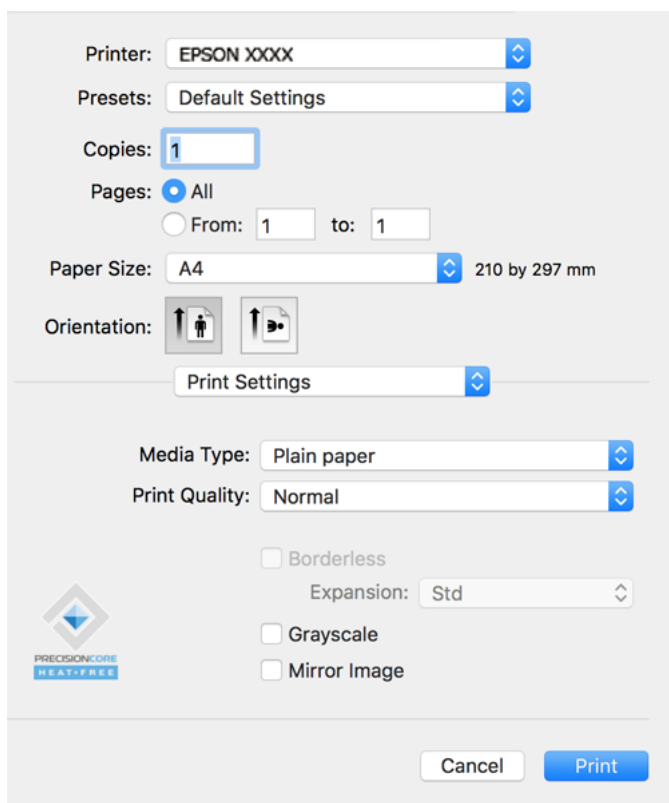 Printer: EPSON XXXX
Presets: Default Settings
Copies: 1
Pages: All
From: 1 to: 1
Paper Size: A4 210 by 297 mm
Orientation:
Print Settings
Media Type: Plain paper
Print Quality: Normal
Borderless
Expansion: Std
Grayscale
PRECISIONCORE
Mirror Image
HEAT•FREE
Cancel Print